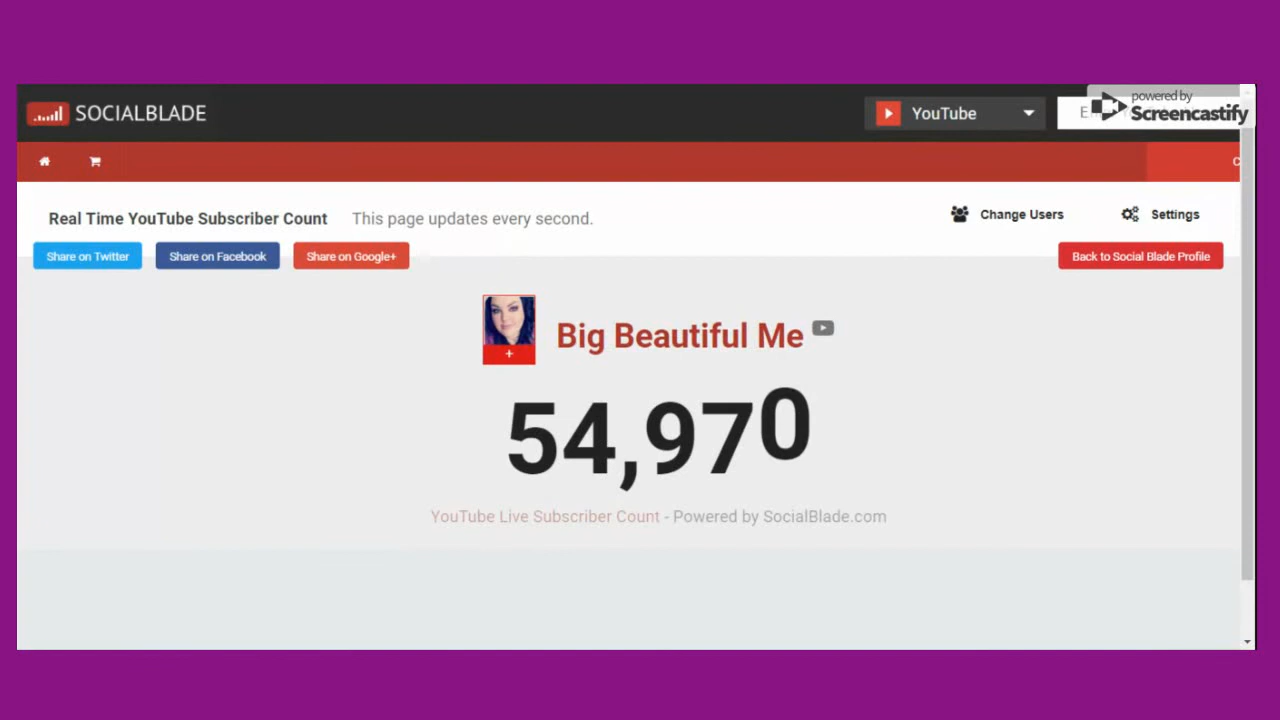 powered by
Screencastify
SOCIALBLADE
YouTube
Real Time YouTube Subscriber Count
This page updates every second.
Change Users
Settings
Share on Twitter
Share on Facebook
Share on Google+
Back to Social Blade Profile
+
Big Beautiful Me
54,970
YouTube Live Subscriber Count - Powered by SocialBlade.com